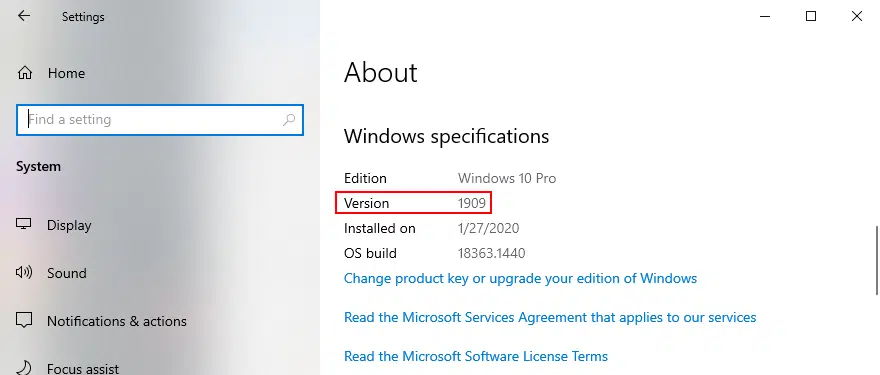 Settings
Home
Find a setting
System
Display
Sound
Notifications & actions
Focus assist
About
Windows specifications
Edition Windows 10 Pro
Version 1909
Installed on 1/27/2020
OS build 18363.1440
Change product key or upgrade your edition of Windows
Read the Microsoft Services Agreement that applies to our services
Read the Microsoft Software License Terms